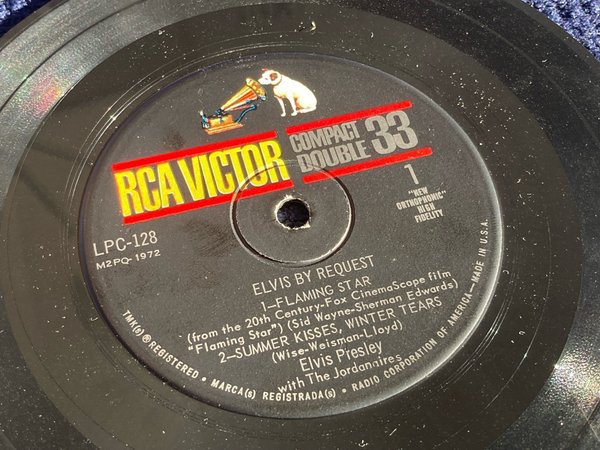 RCA VICTOR
COMPACT
DOUBLE 33
1
"NEW
ORTHOPHONIC"
HIGH
FIDELITY
LPC-128
M2PQ-1972
ELVIS BY REQUEST
1—FLAMING STAR
(from the 20th Century-Fox CinemaScope film
"Flaming Star") (Sid Wayne-Sherman Edwards)
2—SUMMER KISSES, WINTER TEARS
(Wise-Weisman-Lloyd)
Elvis Presley
with The Jordanaires
TMK(s) ® REGISTERED • MARCA(s) REGISTRADA(s) • RADIO CORPORATION OF AMERICA—MADE IN U.S.A.